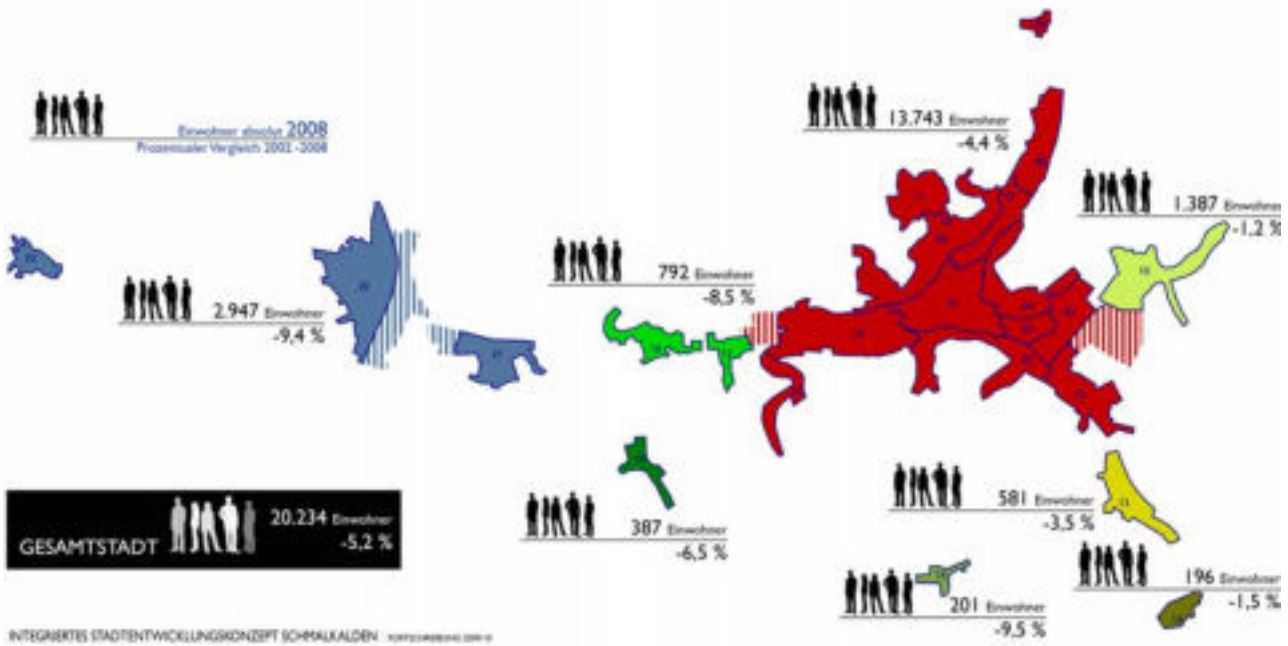 Einwohner absolut 2008
Prozentualer Vergleich 2002 -2008
13.743 Einwohner
-4,4 %
1.387 Einwohner
-1,2 %
792 Einwohner
-8,5 %
2.947 Einwohner
-9,4 %
581 Einwohner
-3,5 %
387 Einwohner
-6,5 %
196 Einwohner
-1,5 %
201 Einwohner
-9,5 %
GESAMTSTADT
20.234 Einwohner
-5,2 %
INTEGRIERTES STADTENTWICKLUNGSKONZEPT SCHMALKALDEN